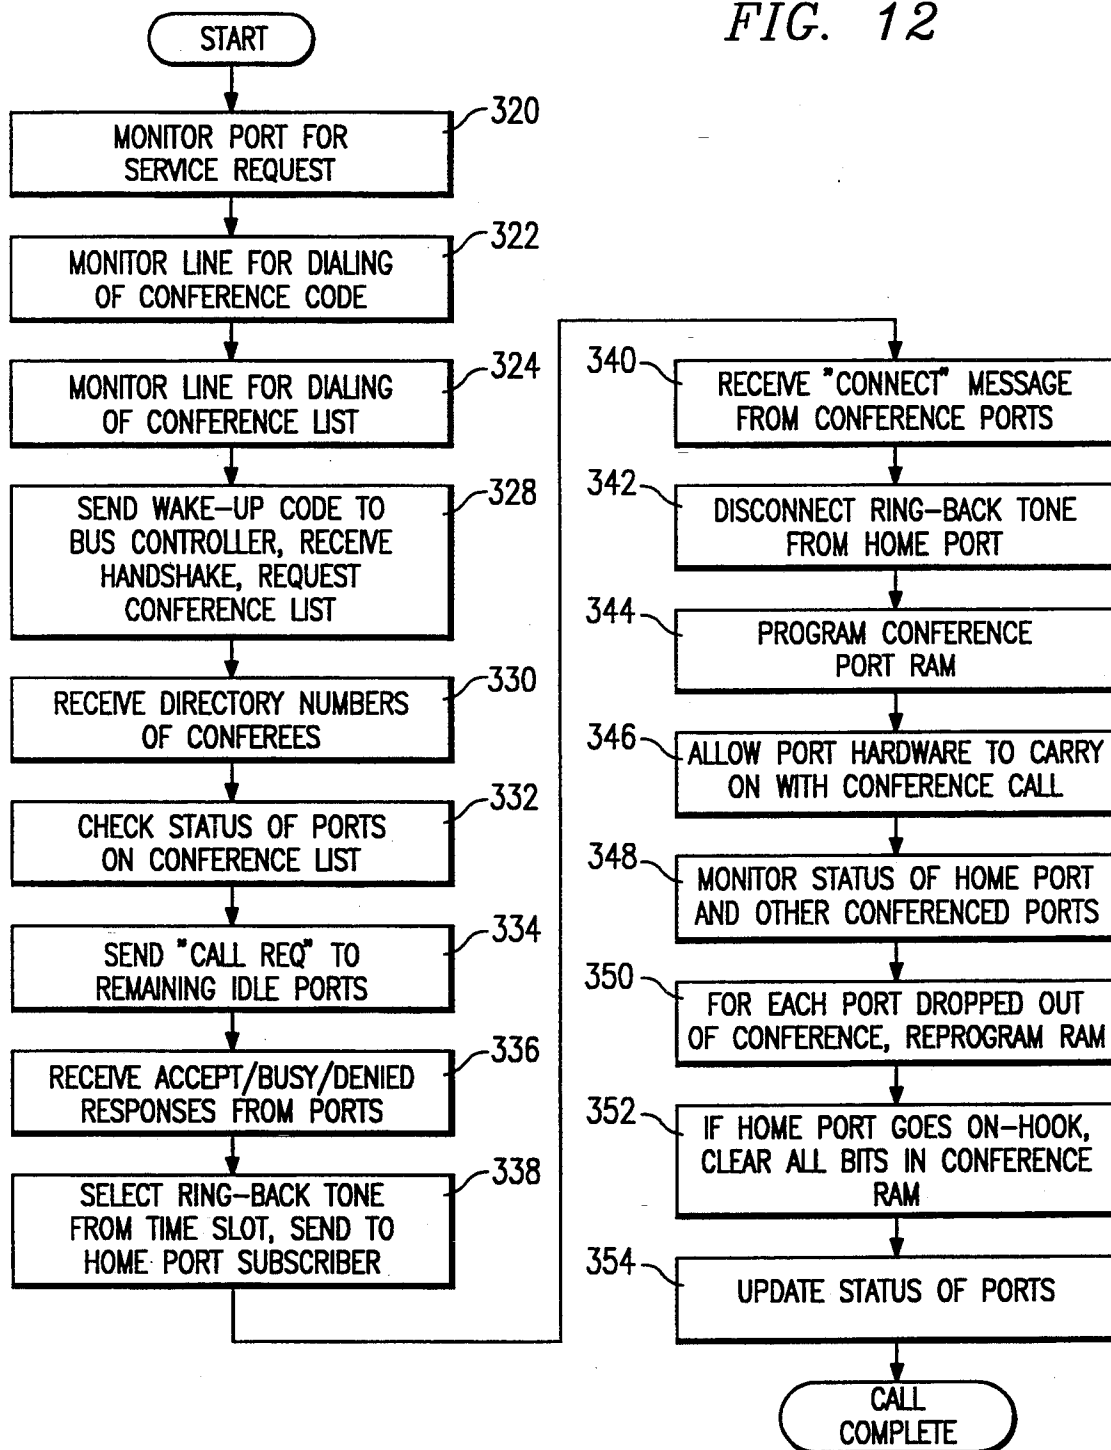 FIG. 12
START
320
MONITOR PORT FOR
SERVICE REQUEST
322
MONITOR LINE FOR DIALING
OF CONFERENCE CODE
324
MONITOR LINE FOR DIALING
OF CONFERENCE LIST
328
SEND WAKE-UP CODE TO
BUS CONTROLLER, RECEIVE
HANDSHAKE, REQUEST
CONFERENCE LIST
330
RECEIVE DIRECTORY NUMBERS
OF CONFEREES
332
CHECK STATUS OF PORTS
ON CONFERENCE LIST
334
SEND "CALL REQ" TO
REMAINING IDLE PORTS
336
RECEIVE ACCEPT/BUSY/DENIED
RESPONSES FROM PORTS
338
SELECT RING-BACK TONE
FROM TIME SLOT, SEND TO
HOME PORT SUBSCRIBER
340
RECEIVE "CONNECT" MESSAGE
FROM CONFERENCE PORTS
342
DISCONNECT RING-BACK TONE
FROM HOME PORT
344
PROGRAM CONFERENCE
PORT RAM
346
ALLOW PORT HARDWARE TO CARRY
ON WITH CONFERENCE CALL
348
MONITOR STATUS OF HOME PORT
AND OTHER CONFERENCED PORTS
350
FOR EACH PORT DROPPED OUT
OF CONFERENCE, REPROGRAM RAM
352
IF HOME PORT GOES ON-HOOK,
CLEAR ALL BITS IN CONFERENCE
RAM
354
UPDATE STATUS OF PORTS
CALL
COMPLETE